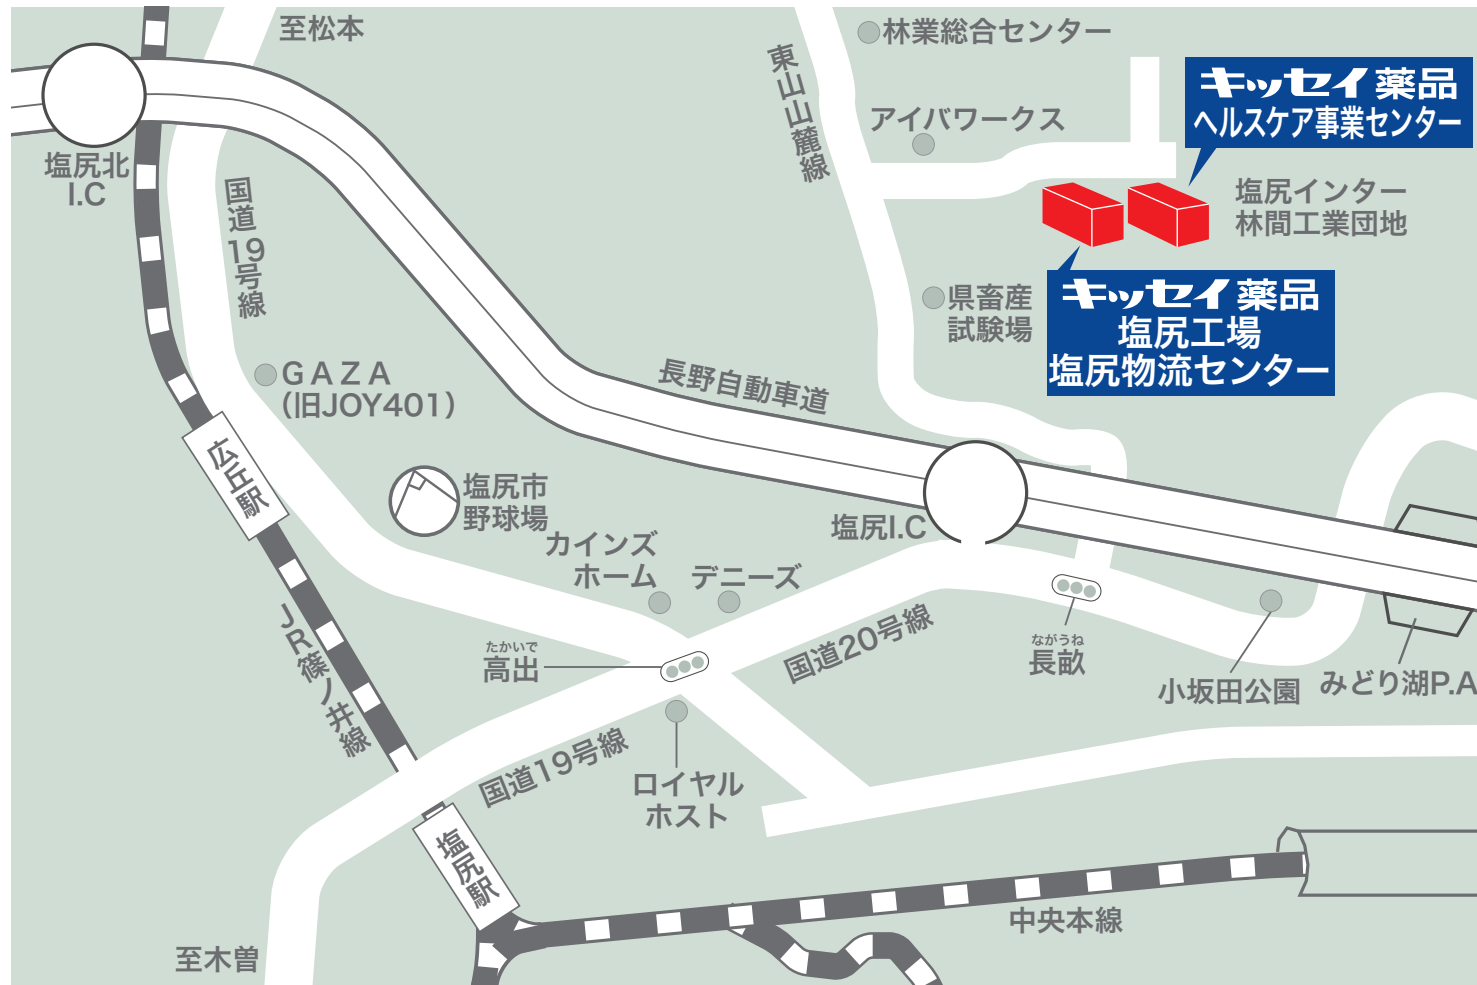 至松本
林業総合センター
東山山麓線
キッセイ薬品
ヘルスケア事業センター
アイバワークス
塩尻北
I.C
国道19号線
塩尻インター
林間工業団地
キッセイ薬品
塩尻工場
塩尻物流センター
県畜産
試験場
GAZA
（旧JOY401）
長野自動車道
広丘駅
塩尻市
野球場
塩尻I.C
カインズ
ホーム
デニーズ
JR篠ノ井線
たかいで
高出
国道20号線
ながうね
長畝
小坂田公園
みどり湖P.A
国道19号線
ロイヤル
ホスト
塩尻駅
中央本線
至木曽